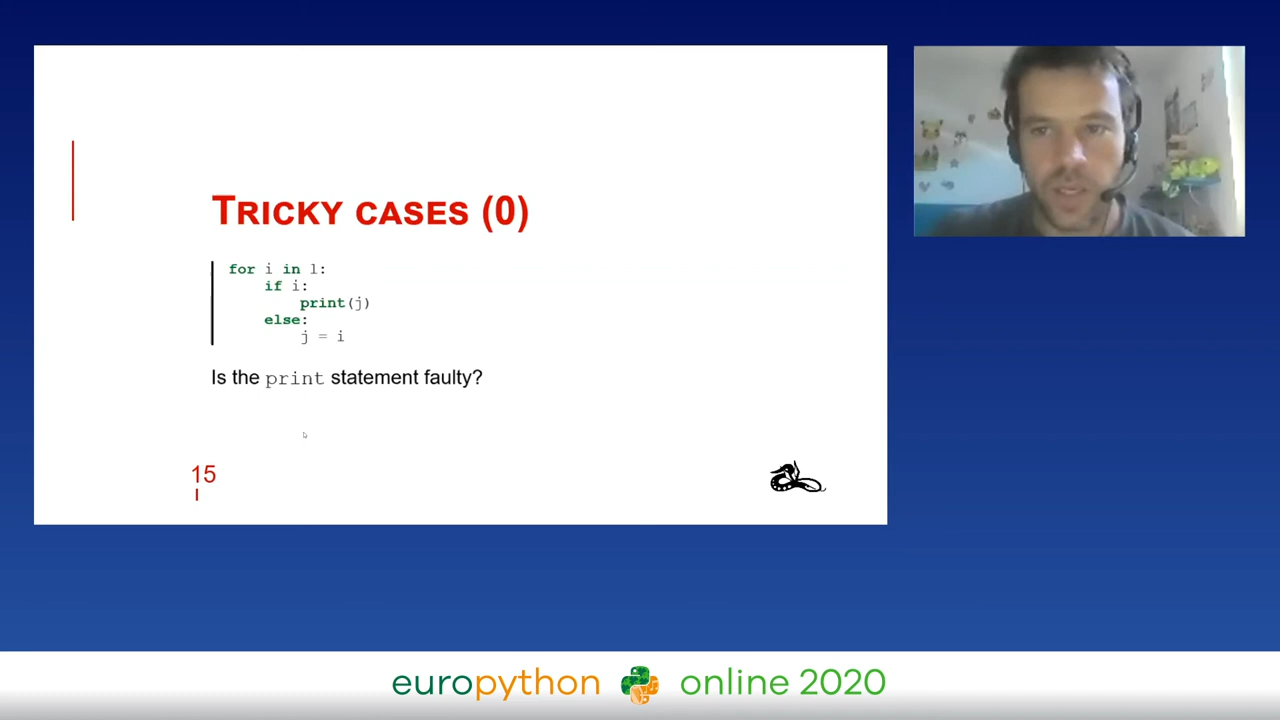 TRICKY CASES (0)
for i in l:
    if i:
        print(j)
    else:
        j = i
Is the print statement faulty?
15
europython online 2020